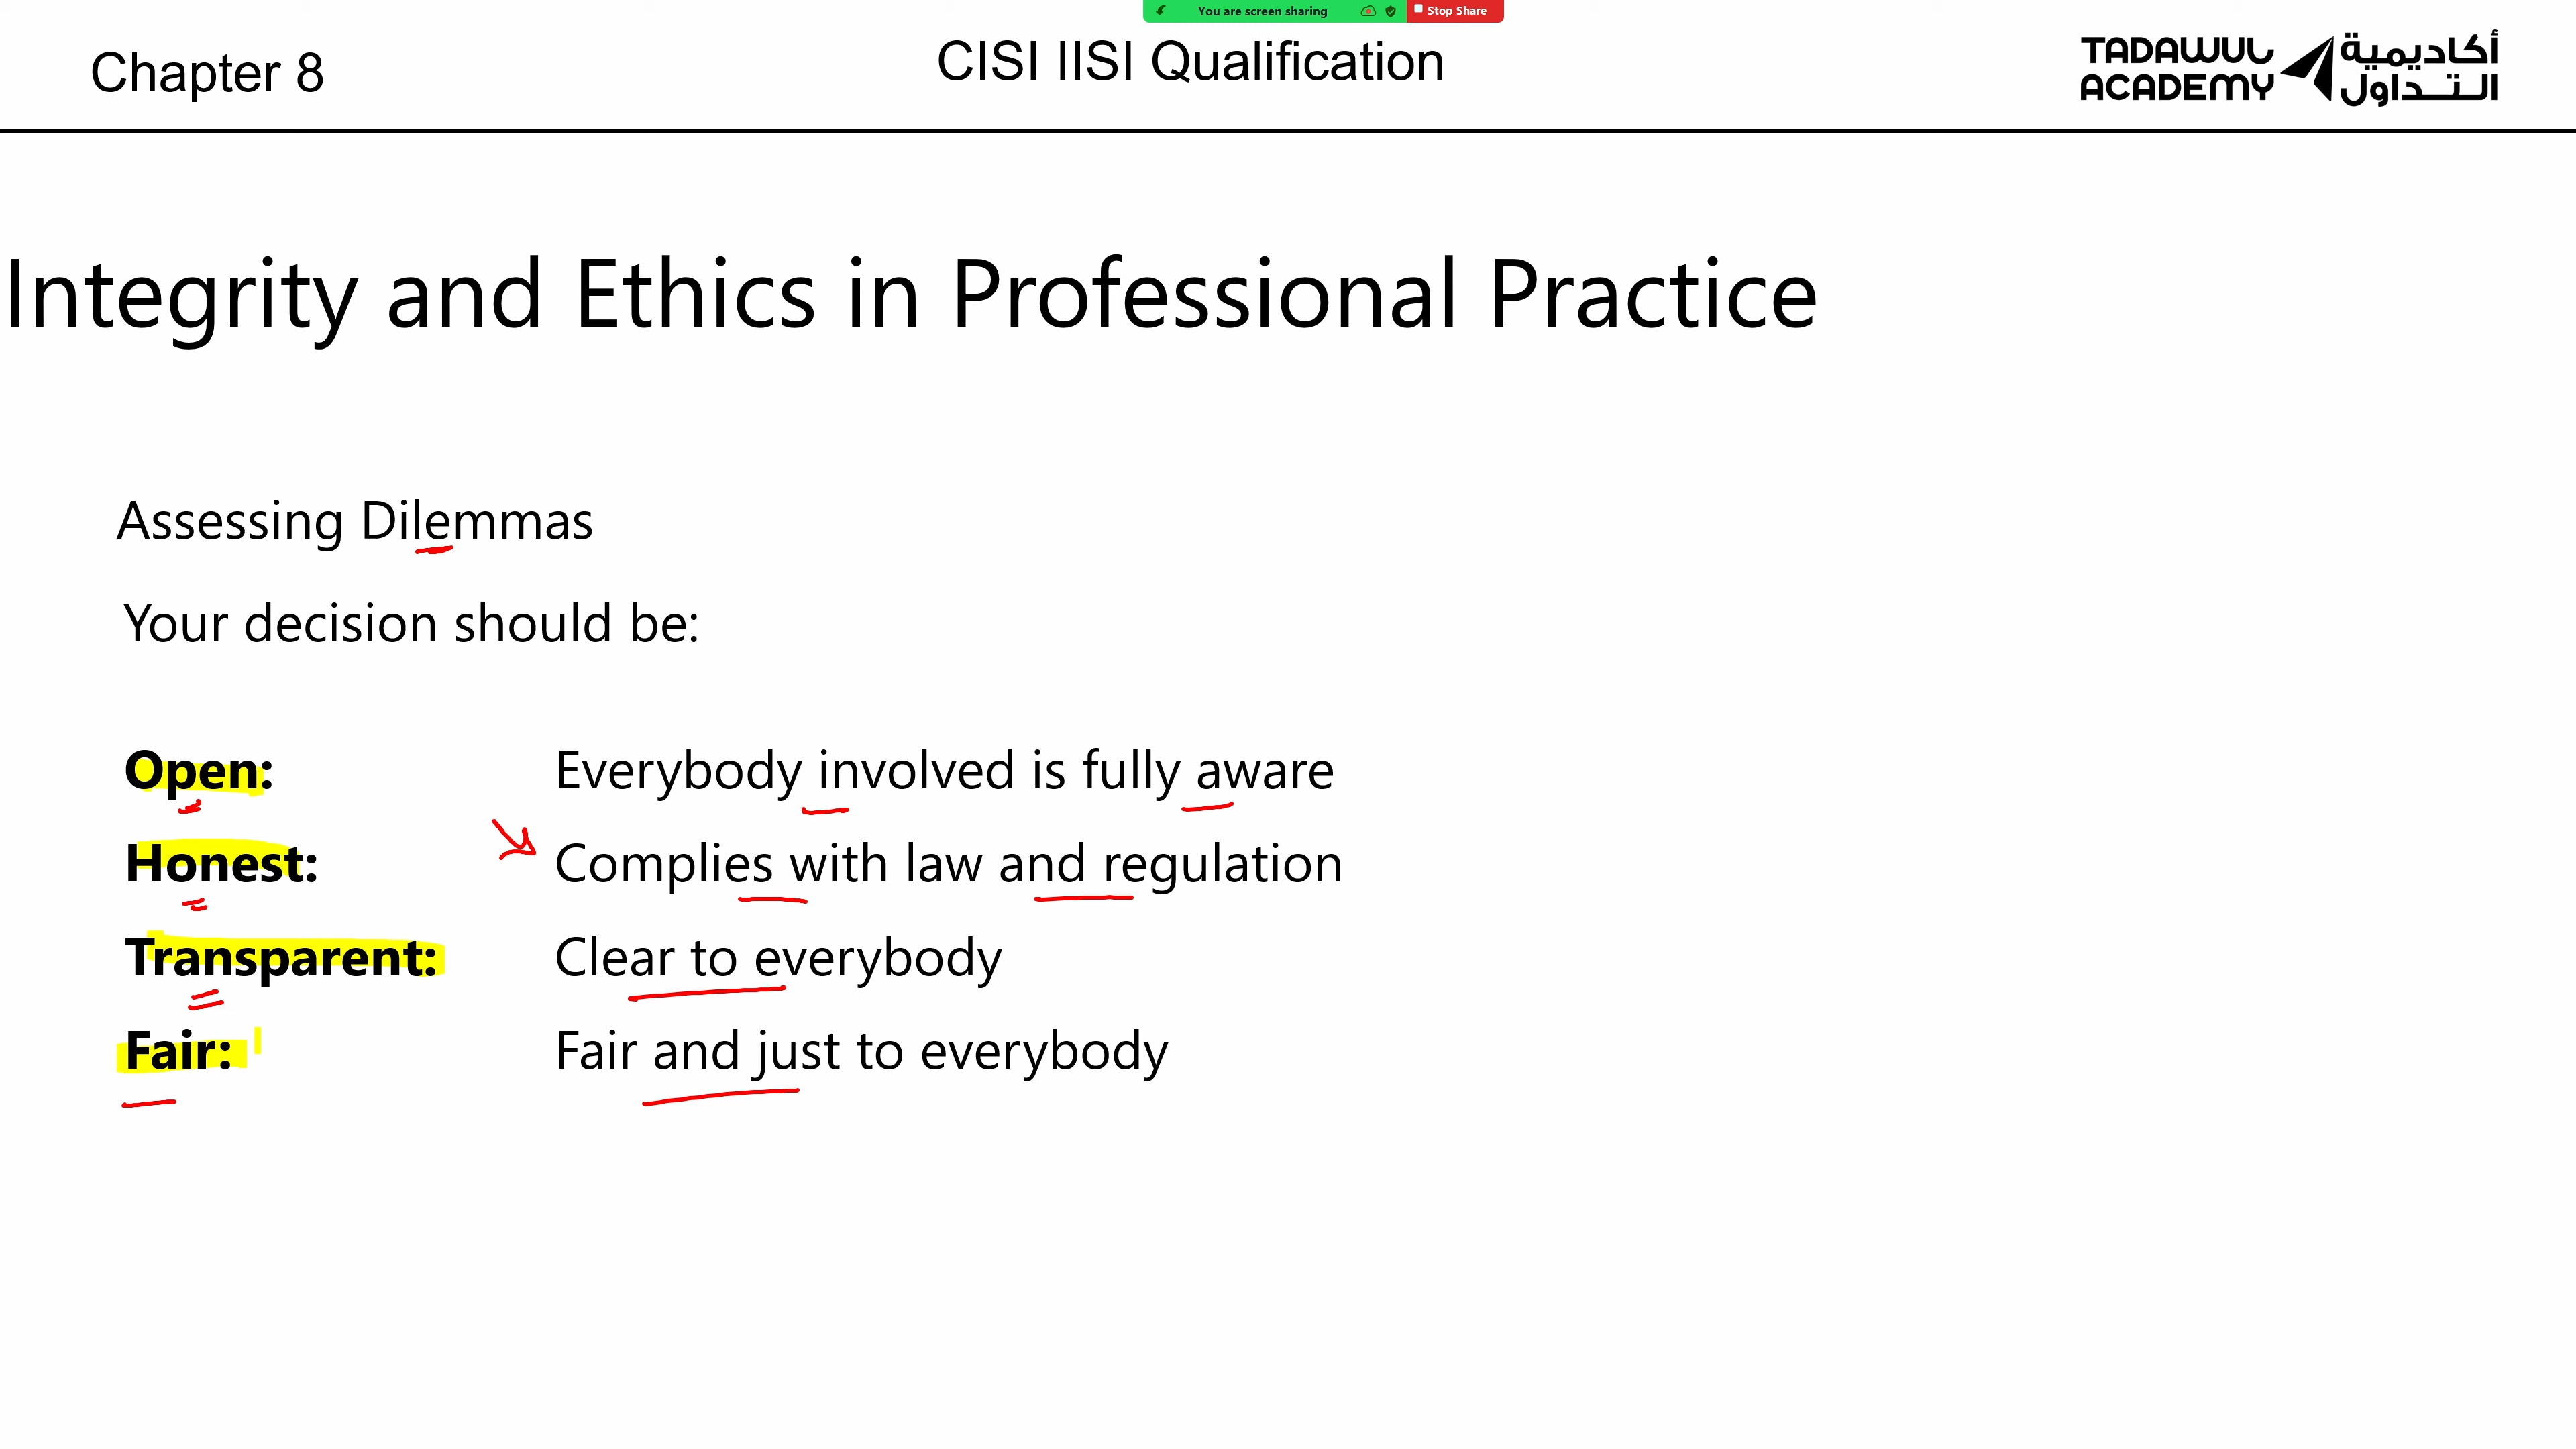 You are screen sharing Stop Share
Chapter 8 CISI IISI Qualification
TADAWUL ACADEMY
أكاديمية التداول
Integrity and Ethics in Professional Practice
Assessing Dilemmas
Your decision should be:
Open: Everybody involved is fully aware
Honest: Complies with law and regulation
Transparent: Clear to everybody
Fair: Fair and just to everybody